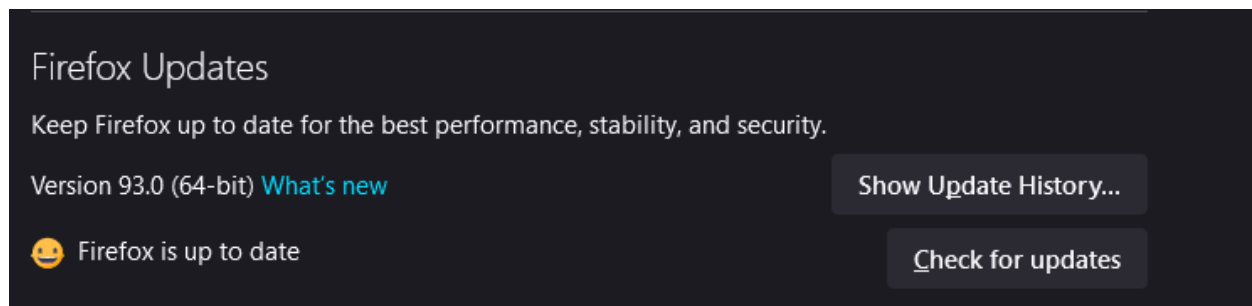 Firefox Updates
Keep Firefox up to date for the best performance, stability, and security.
Version 93.0 (64-bit) What's new
Show Update History...
Firefox is up to date
Check for updates